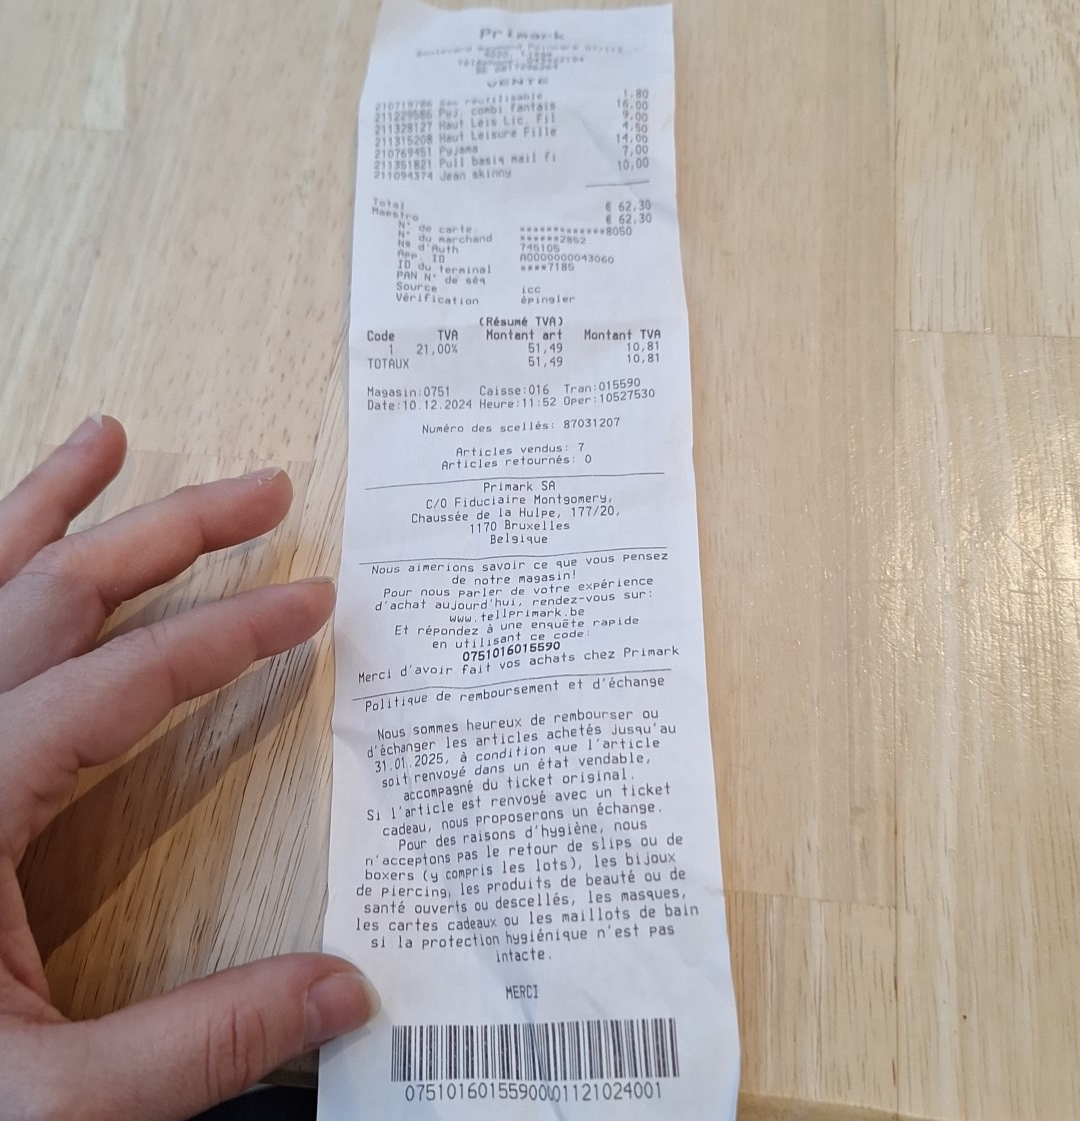 Primark
VENTE
210719786 Sac réutilisable 1,80
211229586 Pyj. combi fantais 16,00
211328127 Haut Leis Lic. Fil 9,00
211315208 Haut Leisure Fille 4,50
210769451 Pyjama 14,00
211351821 Pull basiq mail fi 7,00
211094374 Jean skinny 10,00
Total € 62,30
Maestro € 62,30
N° de carte. *************8050
N° du marchand ******2852
No d'Auth 745105
App. ID A0000000043060
ID du terminal ****7185
PAN N° de séq
Source icc
Vérification épingler
(Résumé TVA)
Code TVA Montant art Montant TVA
1 21,00% 51,49 10,81
TOTAUX 51,49 10,81
Magasin:0751 Caisse:016 Tran:015590
Date:10.12.2024 Heure:11:52 Oper:10527530
Numéro des scellés: 87031207
Articles vendus: 7
Articles retournés: 0
Primark SA
C/O Fiduciaire Montgomery,
Chaussée de la Hulpe, 177/20,
1170 Bruxelles
Belgique
Nous aimerions savoir ce que vous pensez
de notre magasin!
Pour nous parler de votre expérience
d'achat aujourd'hui, rendez-vous sur:
www.tellprimark.be
Et répondez à une enquête rapide
en utilisant ce code:
0751016015590
Merci d'avoir fait vos achats chez Primark
Politique de remboursement et d'échange
Nous sommes heureux de rembourser ou
d'échanger les articles achetés jusqu'au
31.01.2025, à condition que l'article
soit renvoyé dans un état vendable,
accompagné du ticket original.
Si l'article est renvoyé avec un ticket
cadeau, nous proposerons un échange.
Pour des raisons d'hygiène, nous
n'acceptons pas le retour de slips ou de
boxers (y compris les lots), les bijoux
de piercing, les produits de beauté ou de
santé ouverts ou descellés, les masques,
les cartes cadeaux ou les maillots de bain
si la protection hygiénique n'est pas
intacte.
MERCI
07510160155900001121024001